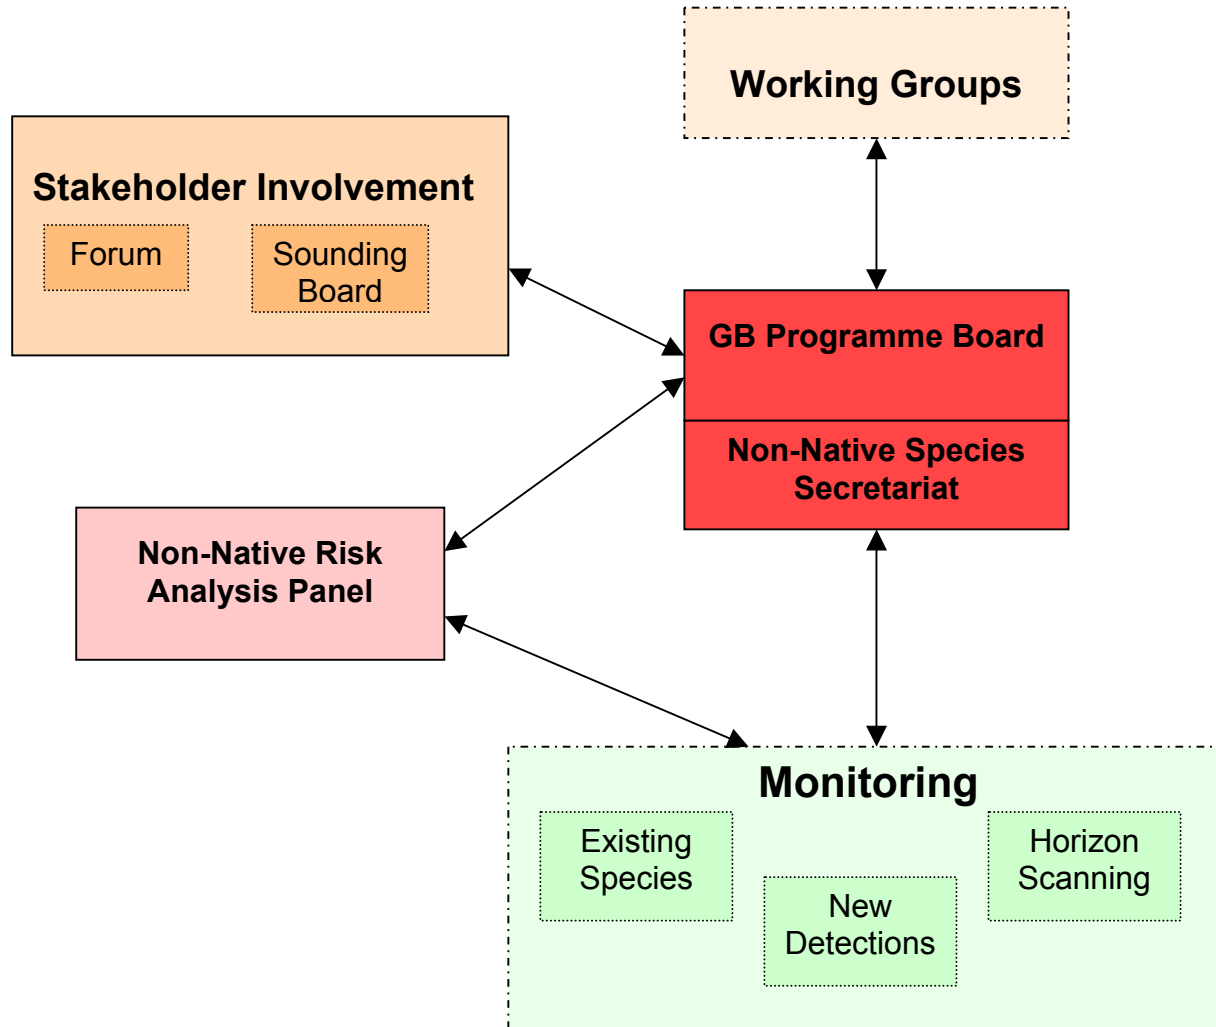 Working Groups
Stakeholder Involvement
Forum
Sounding
Board
GB Programme Board
Non-Native Species
Secretariat
Non-Native Risk
Analysis Panel
Monitoring
Existing
Species
New
Detections
Horizon
Scanning